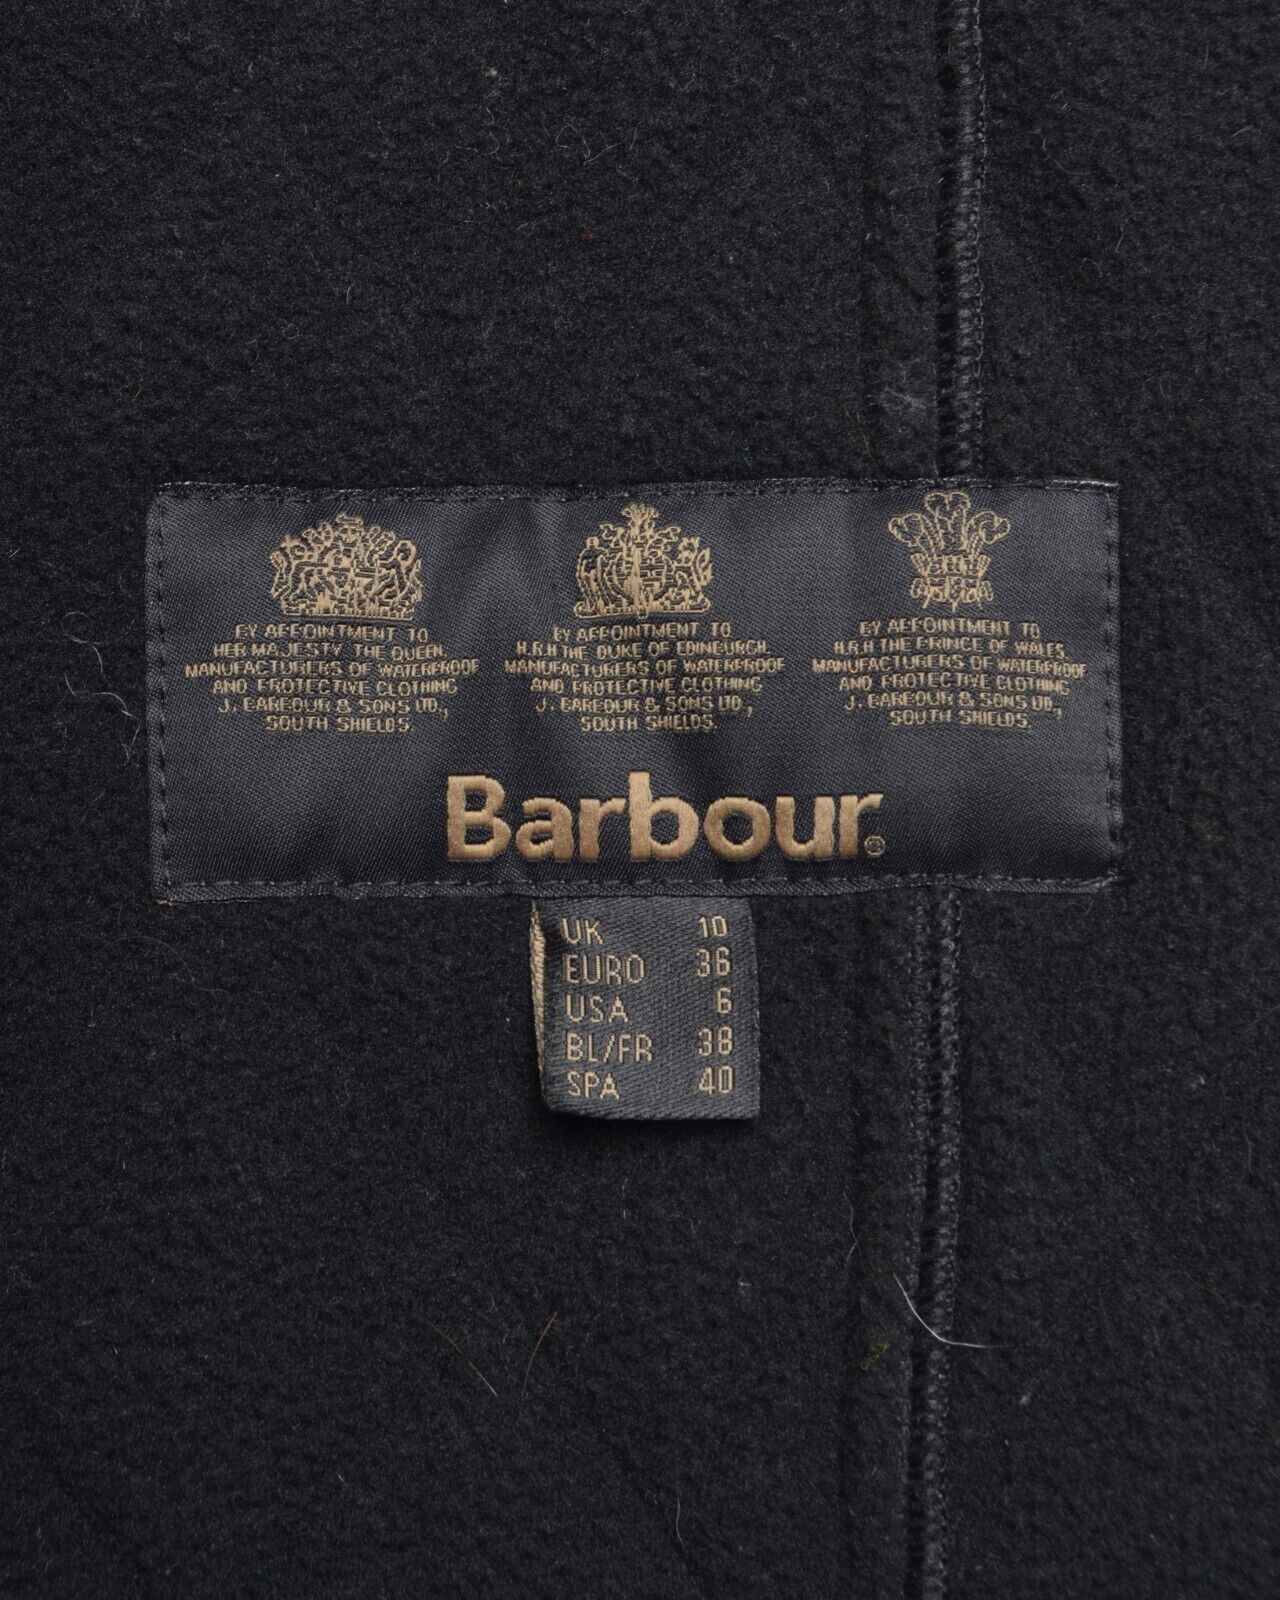 BY APPOINTMENT TO
HER MAJESTY THE QUEEN
MANUFACTURERS OF WATERPROOF
AND PROTECTIVE CLOTHING
J. BARBOUR & SONS LTD,
SOUTH SHIELDS.
BY APPOINTMENT TO
H.R.H THE DUKE OF EDINBURGH
MANUFACTURERS OF WATERPROOF
AND PROTECTIVE CLOTHING
J. BARBOUR & SONS LTD,
SOUTH SHIELDS.
BY APPOINTMENT TO
H.R.H THE PRINCE OF WALES
MANUFACTURERS OF WATERPROOF
AND PROTECTIVE CLOTHING
J. BARBOUR & SONS LTD,
SOUTH SHIELDS.
Barbour®
UK 10
EURO 36
USA 6
BL/FR 38
SPA 40